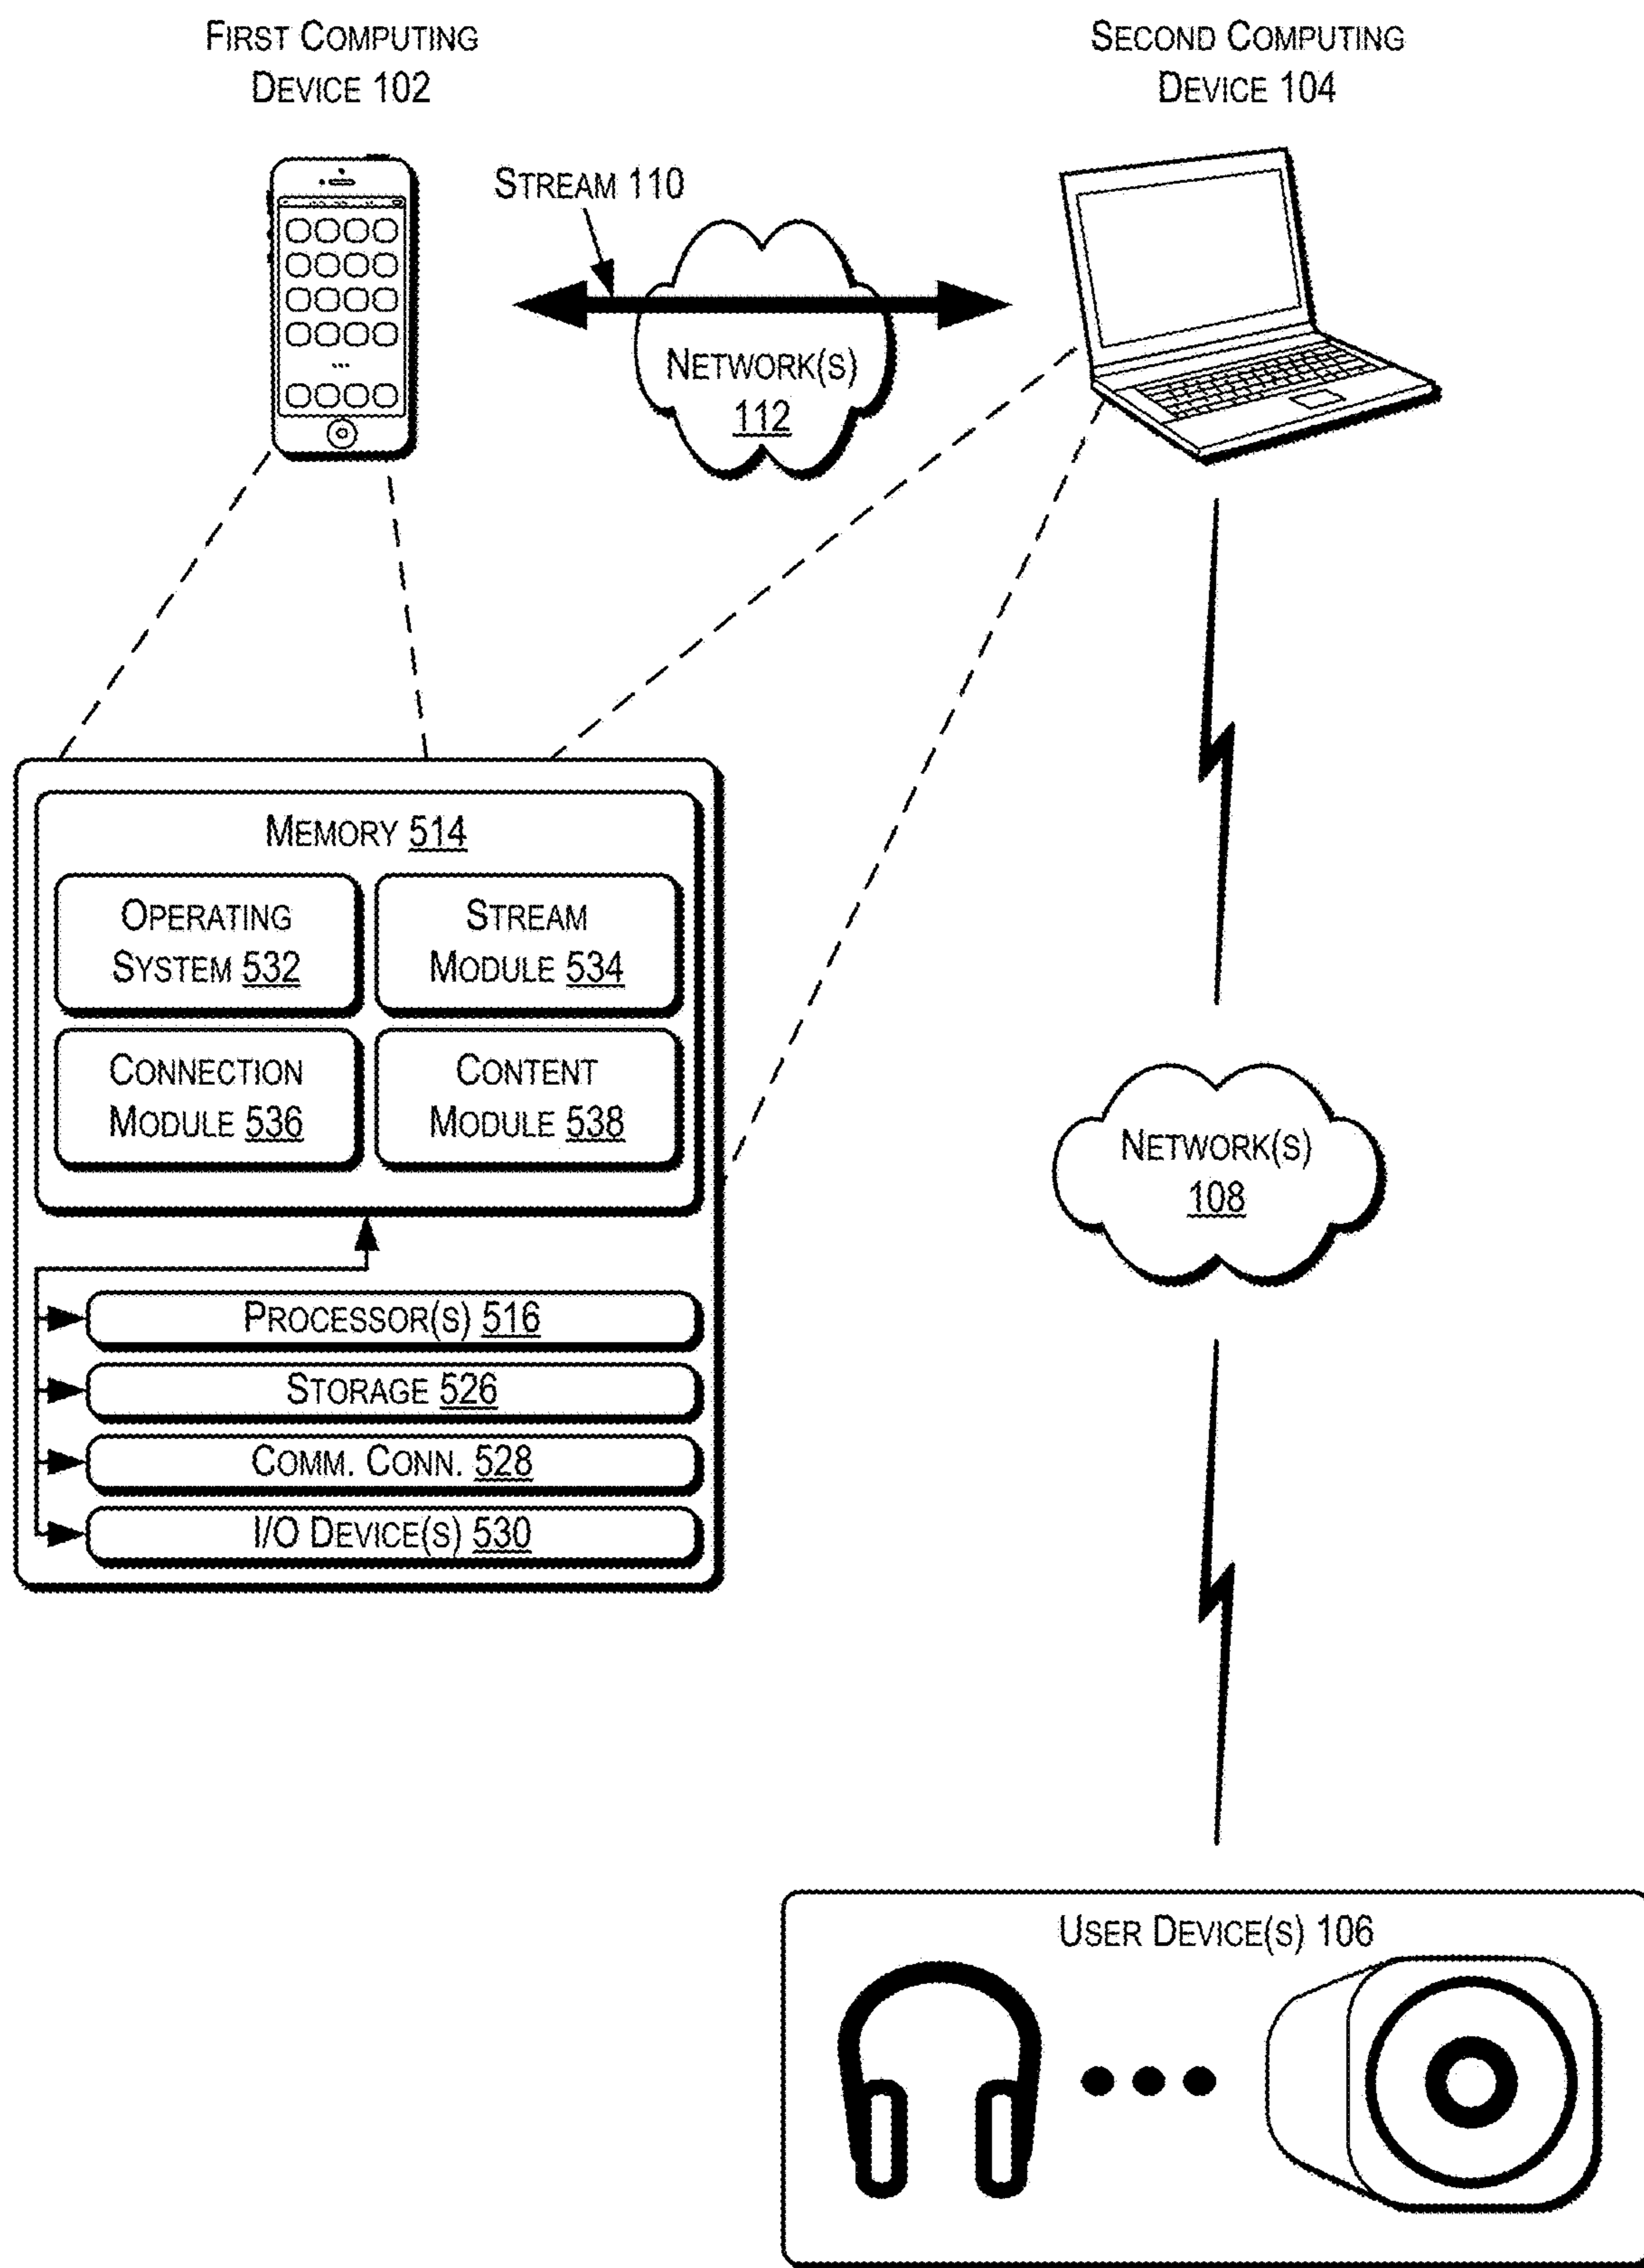 FIRST COMPUTING
DEVICE 102
SECOND COMPUTING
DEVICE 104
STREAM 110
NETWORK(S)
112
MEMORY 514
OPERATING
SYSTEM 532
STREAM
MODULE 534
CONNECTION
MODULE 536
CONTENT
MODULE 538
PROCESSOR(S) 516
STORAGE 526
COMM. CONN. 528
I/O DEVICE(S) 530
NETWORK(S)
108
USER DEVICE(S) 106